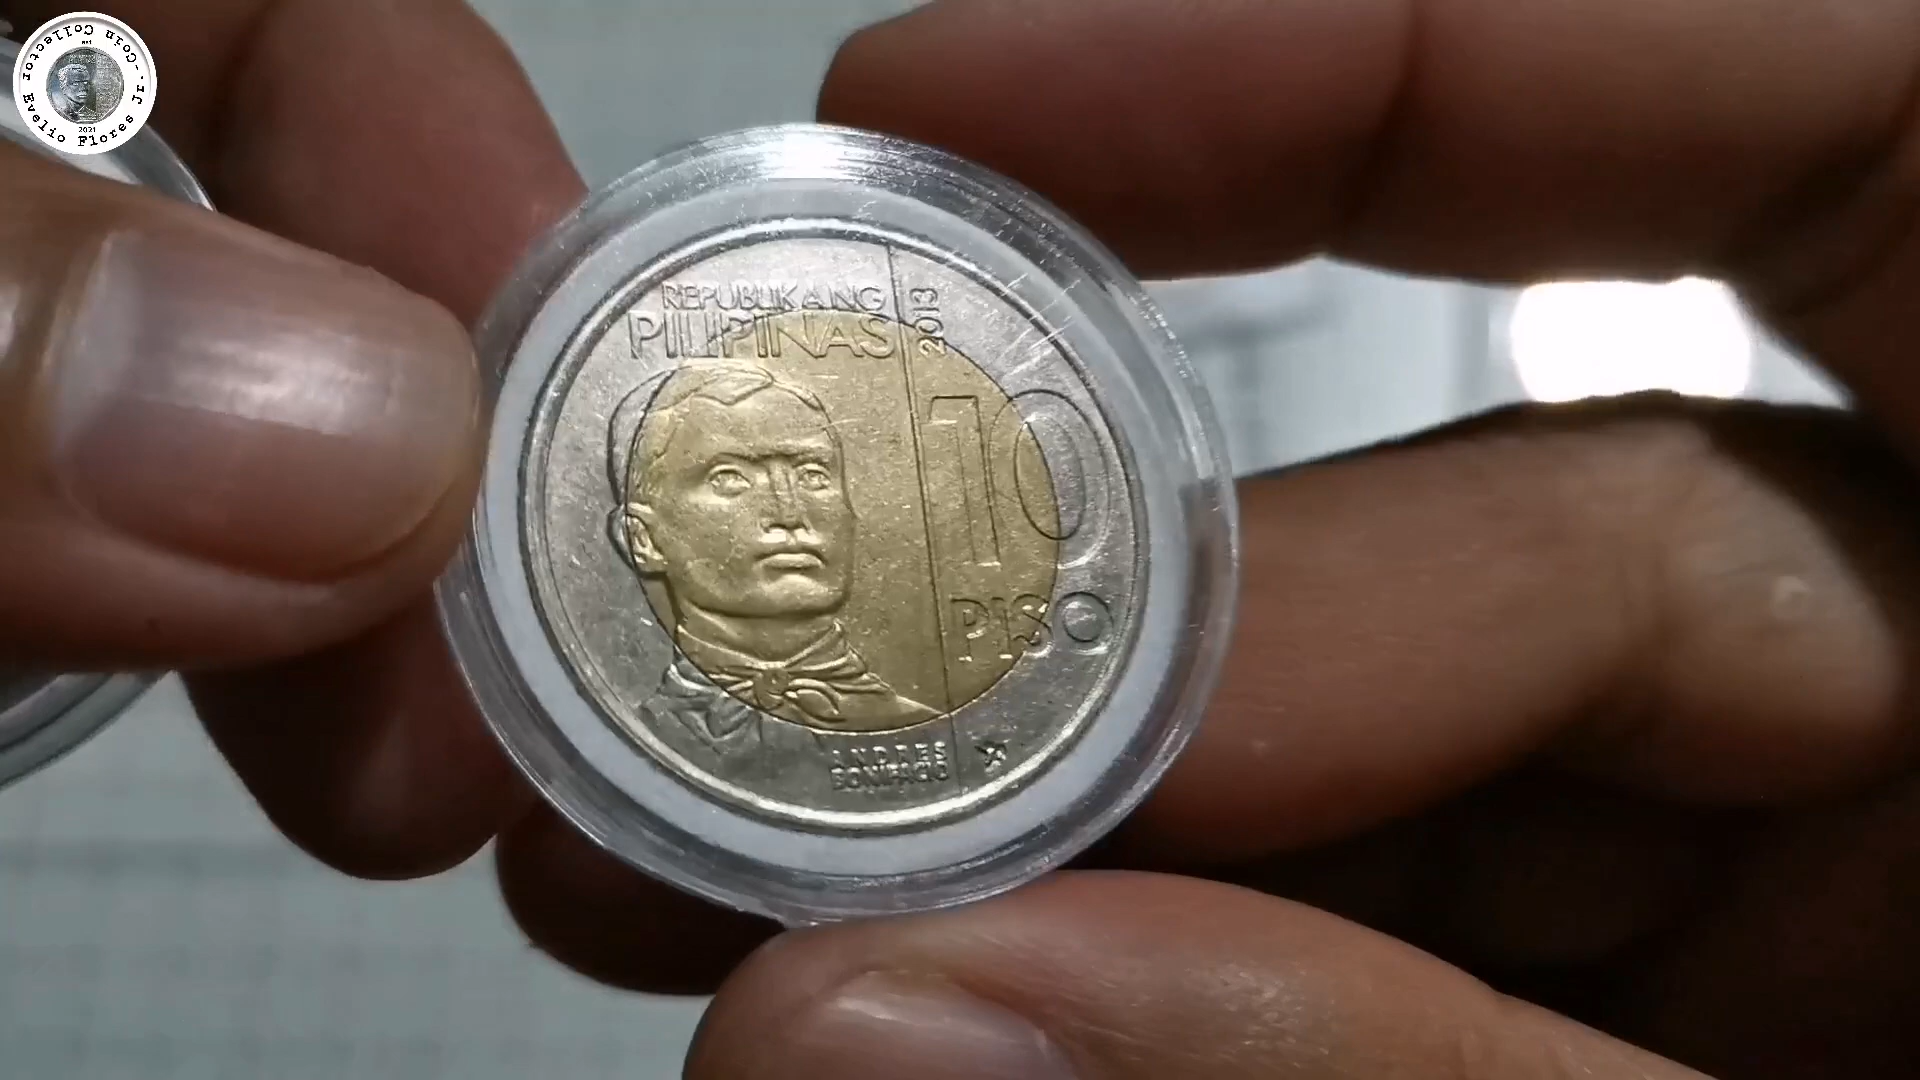 Evelio Flores Jr.-Coin Collector
2021
REPUBLIKA NG
PILIPINAS
2013
10
PISO
ANDRES
BONIFACIO